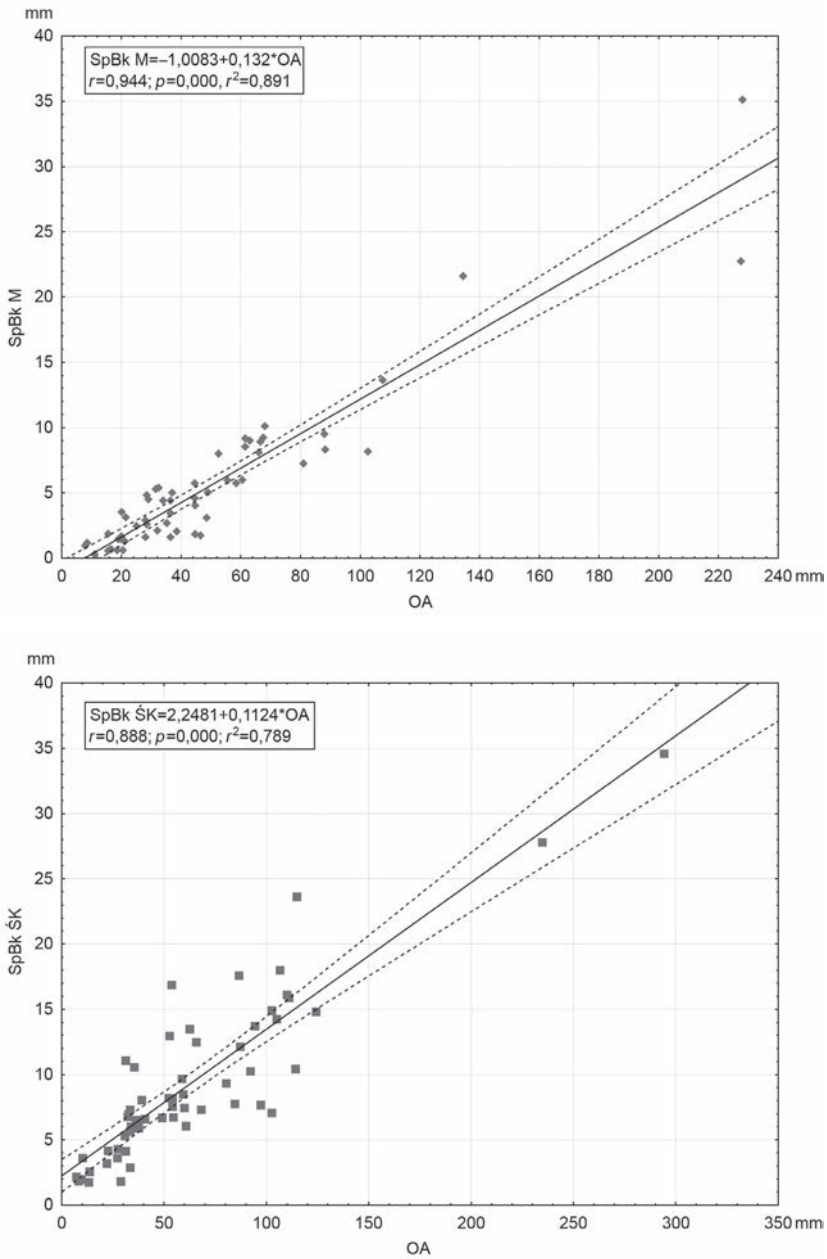 mm
40
SpBk M=–1,0083+0,132*OA
r=0,944; p=0,000, r²=0,891
35
30
25
20
SpBk M
15
10
5
0
0 20 40 60 80 100 120 140 160 180 200 220 240 mm
OA
mm
40
SpBk ŚK=2,2481+0,1124*OA
r=0,888; p=0,000; r²=0,789
35
30
25
20
SpBk ŚK
15
10
5
0
0 50 100 150 200 250 300 350 mm
OA